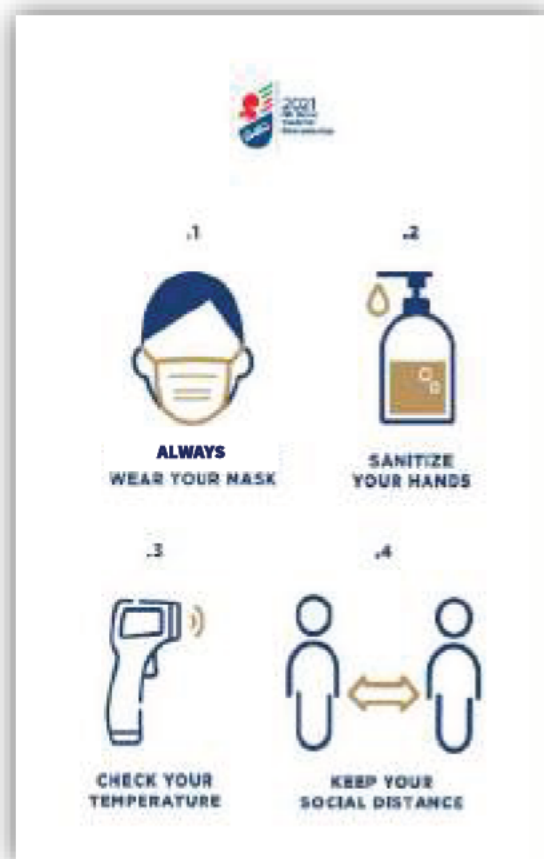 2021
.1
.2
ALWAYS
WEAR YOUR MASK
SANITIZE
YOUR HANDS
.3
.4
CHECK YOUR
TEMPERATURE
KEEP YOUR
SOCIAL DISTANCE